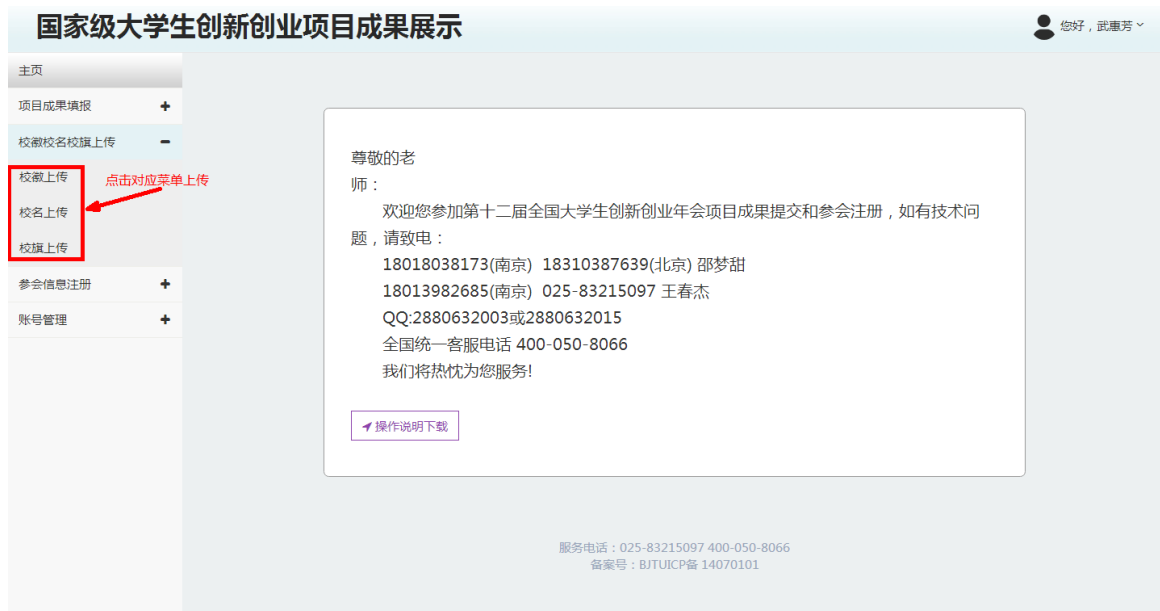 国家级大学生创新创业项目成果展示
您好，武惠芳
主页
项目成果填报
校徽校名校旗上传
校徽上传
校名上传
校旗上传
点击对应菜单上传
参会信息注册
账号管理
尊敬的老
师：
欢迎您参加第十二届全国大学生创新创业年会项目成果提交和参会注册，如有技术问
题，请致电：
18018038173(南京) 18310387639(北京) 邵梦甜
18013982685(南京) 025-83215097 王春杰
QQ:2880632003或2880632015
全国统一客服电话 400-050-8066
我们将热忱为您服务!
操作说明下载
服务电话：025-83215097 400-050-8066
备案号：BJTUICP备 14070101